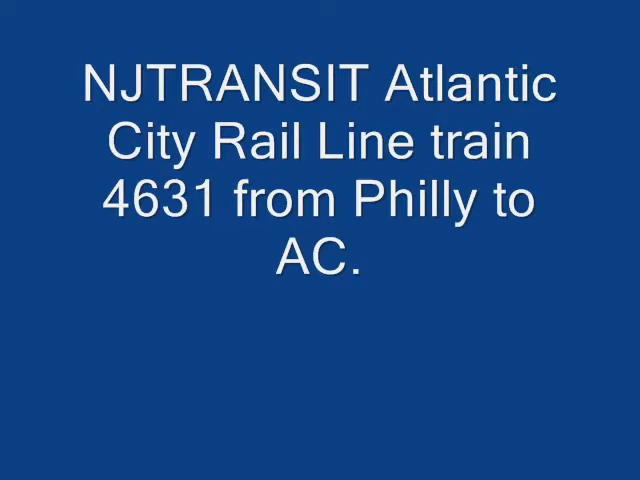 NJTRANSIT Atlantic
City Rail Line train
4631 from Philly to
AC.